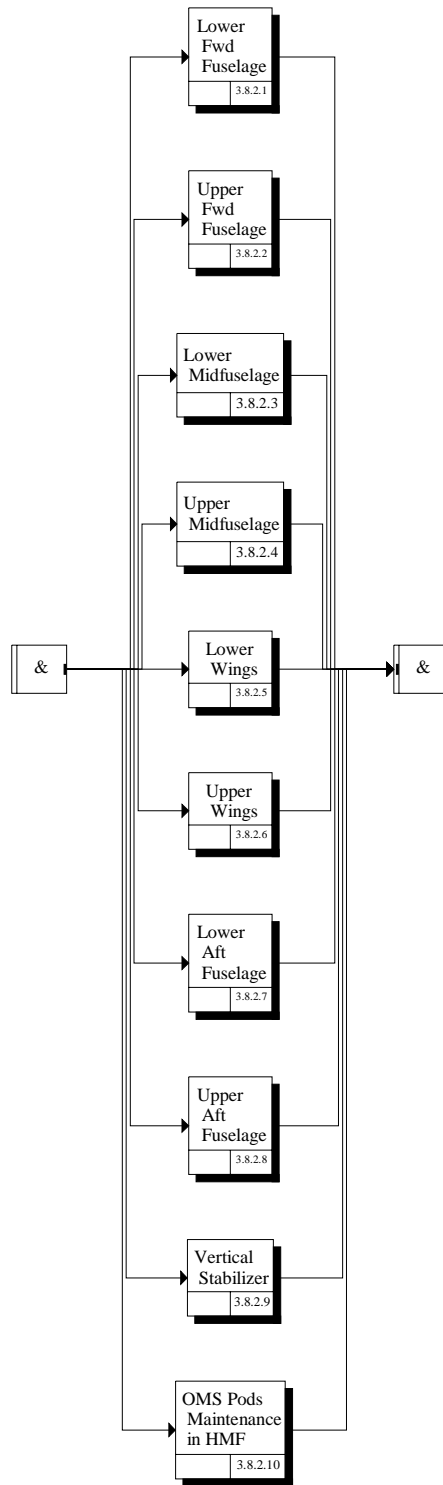 Lower
Fwd
Fuselage
3.8.2.1
Upper
Fwd
Fuselage
3.8.2.2
Lower
Midfuselage
3.8.2.3
Upper
Midfuselage
3.8.2.4
&
Lower
Wings
3.8.2.5
&
Upper
Wings
3.8.2.6
Lower
Aft
Fuselage
3.8.2.7
Upper
Aft
Fuselage
3.8.2.8
Vertical
Stabilizer
3.8.2.9
OMS Pods
Maintenance
in HMF
3.8.2.10